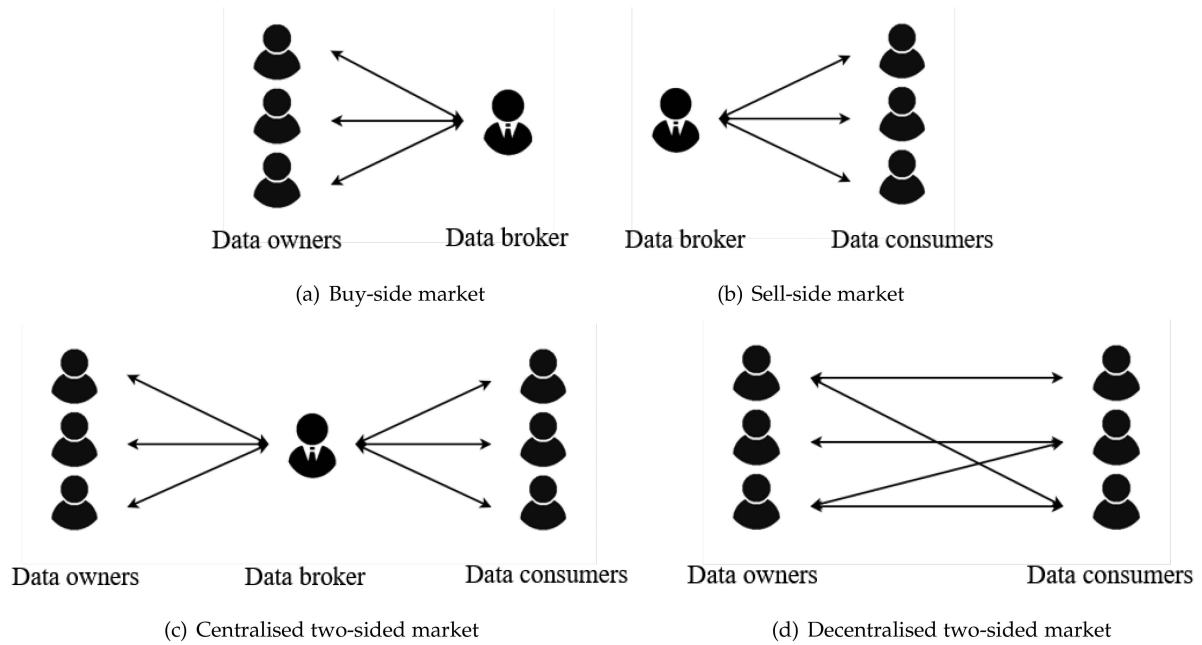 Data owners Data broker
Data broker Data consumers
(a) Buy-side market
(b) Sell-side market
Data owners Data broker Data consumers
Data owners Data consumers
(c) Centralised two-sided market
(d) Decentralised two-sided market